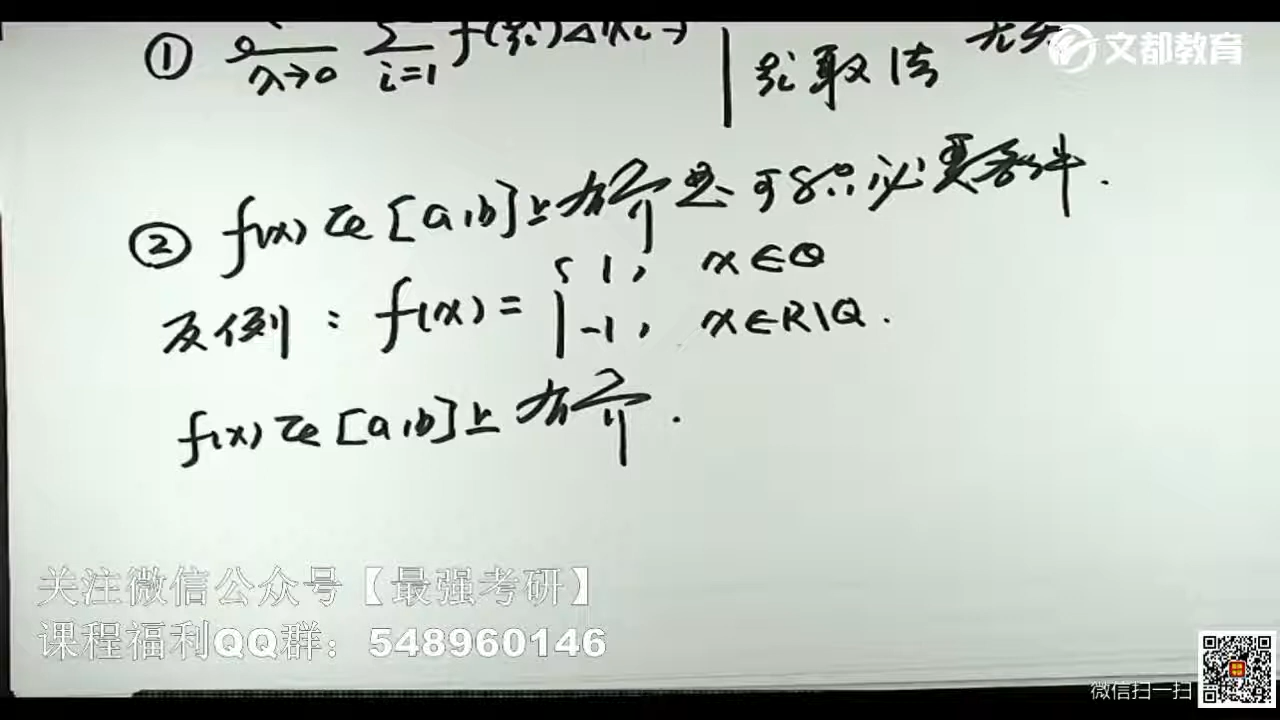 ① λ→0 Σ i=1 f(ξi)Δxi | ξi取法 无关
文都教育
② f(x)在[a,b]上有界是可积必要条件.
反例: f(x)={1, x∈Q
-1, x∈R\Q.
f(x)在[a,b]上有界.
关注微信公众号【最强考研】
课程福利QQ群：548960146
微信扫一扫